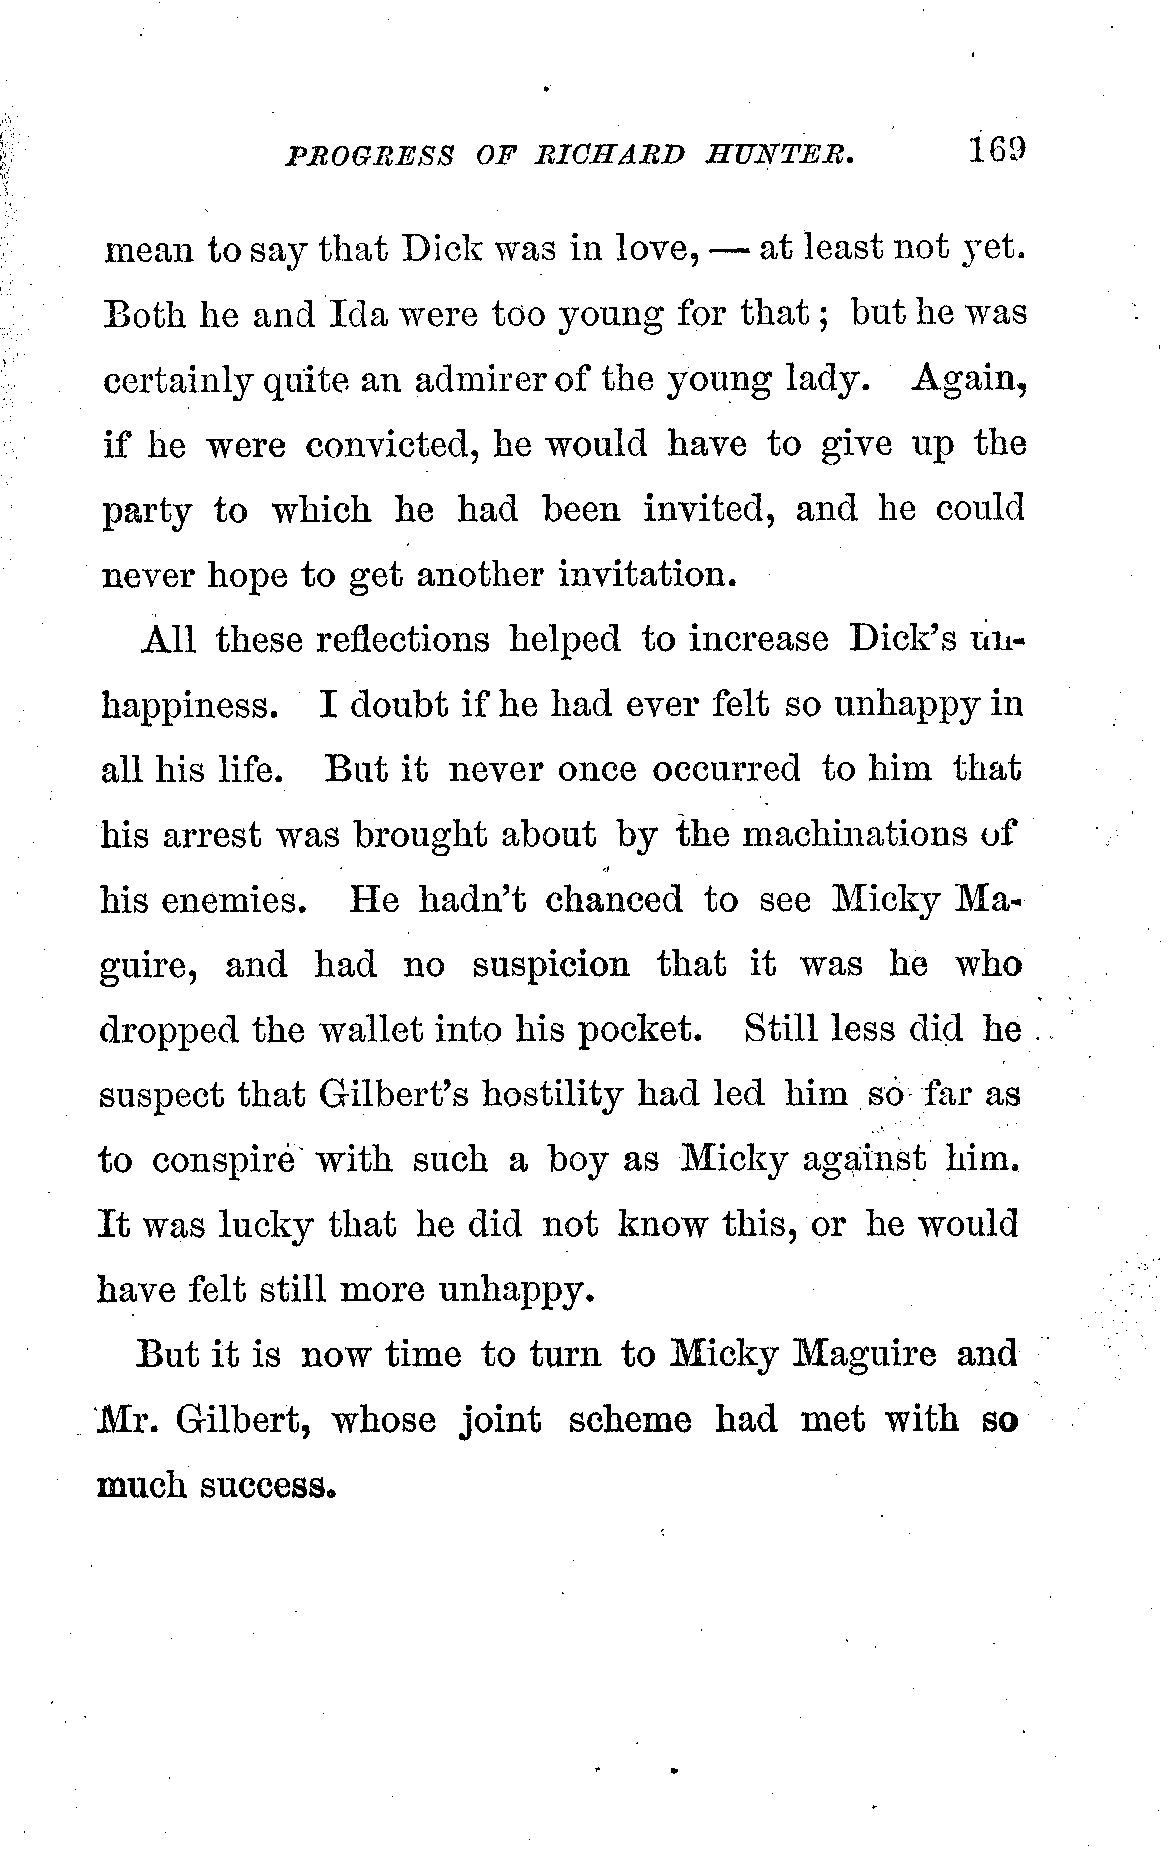 PROGRESS OF RICHARD HUNTER. 169
mean to say that Dick was in love, — at least not yet.
Both he and Ida were too young for that; but he was
certainly quite an admirer of the young lady. Again,
if he were convicted, he would have to give up the
party to which he had been invited, and he could
never hope to get another invitation.
All these reflections helped to increase Dick's un-
happiness. I doubt if he had ever felt so unhappy in
all his life. But it never once occurred to him that
his arrest was brought about by the machinations of
his enemies. He hadn't chanced to see Micky Ma-
guire, and had no suspicion that it was he who
dropped the wallet into his pocket. Still less did he
suspect that Gilbert's hostility had led him so far as
to conspire with such a boy as Micky against him.
It was lucky that he did not know this, or he would
have felt still more unhappy.
But it is now time to turn to Micky Maguire and
Mr. Gilbert, whose joint scheme had met with so
much success.